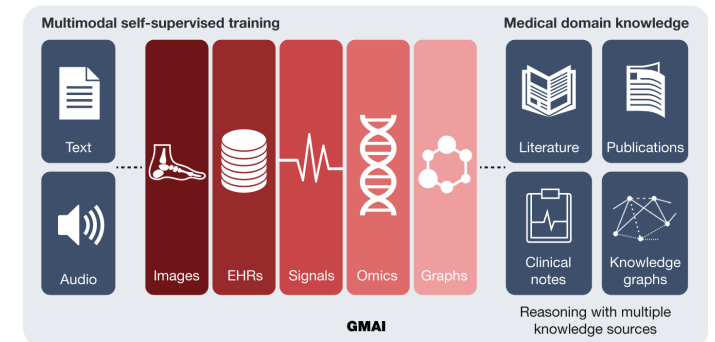 Multimodal self-supervised training
Medical domain knowledge
Text
Audio
Images
EHRs
Signals
Omics
Graphs
Literature
Publications
Clinical
notes
Knowledge
graphs
GMAI
Reasoning with multiple
knowledge sources